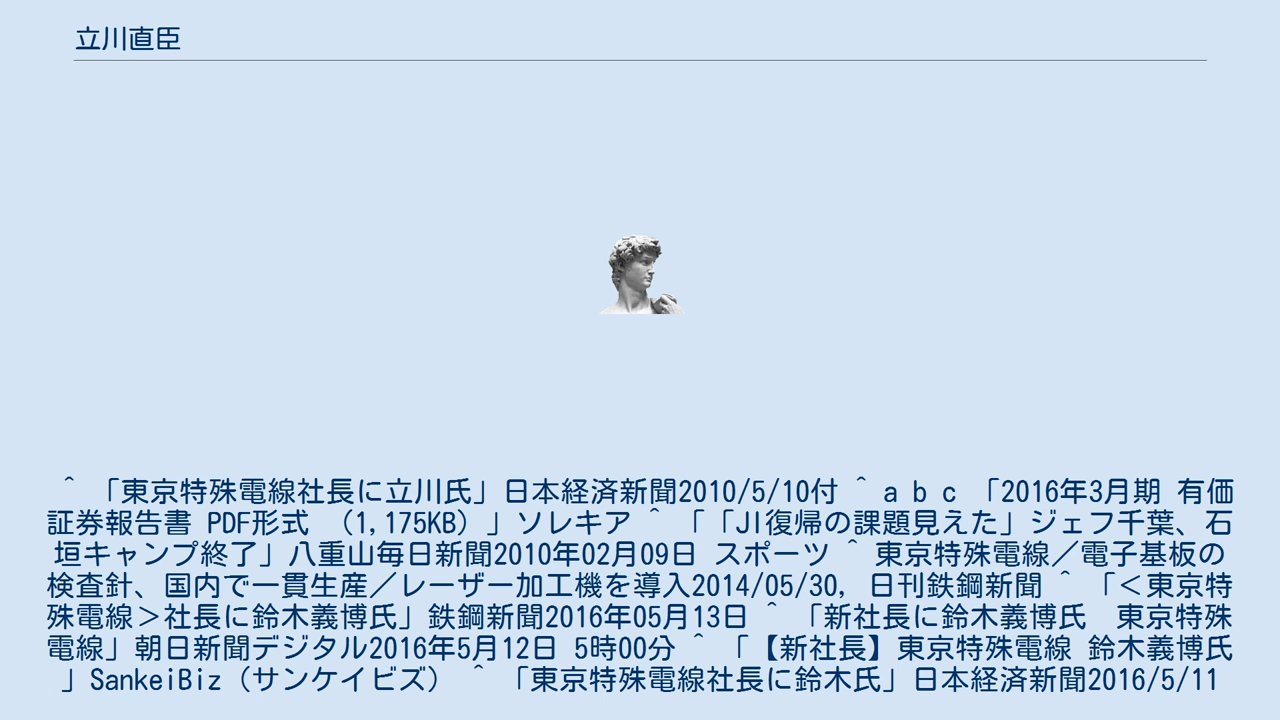 立川直臣
^ 「東京特殊電線社長に立川氏」日本経済新聞2010/5/10付 ^ a b c 「2016年3月期 有価
証券報告書 PDF形式 （1,175KB）」ソレキア ^ 「「JI復帰の課題見えた」ジェフ千葉、石
垣キャンプ終了」八重山毎日新聞2010年02月09日 スポーツ ^ 東京特殊電線／電子基板の
検査針、国内で一貫生産／レーザー加工機を導入2014/05/30, 日刊鉄鋼新聞 ^ 「＜東京特
殊電線＞社長に鈴木義博氏」鉄鋼新聞2016年05月13日 ^ 「新社長に鈴木義博氏　東京特殊
電線」朝日新聞デジタル2016年5月12日 5時00分 ^ 「【新社長】東京特殊電線 鈴木義博氏
」SankeiBiz（サンケイビズ） ^ 「東京特殊電線社長に鈴木氏」日本経済新聞2016/5/11